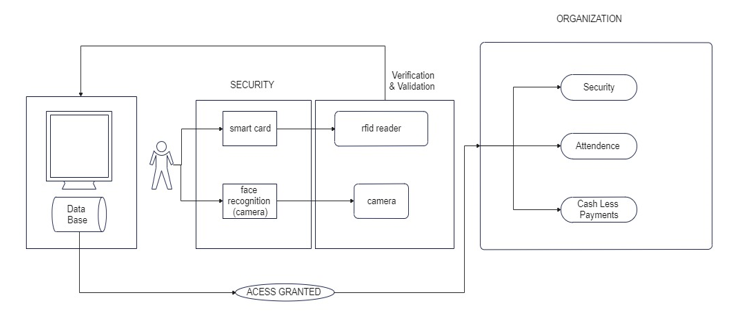 ORGANIZATION
SECURITY
Verification
& Validation
Security
smart card
rfid reader
Attendence
face
recognition
(camera)
camera
Data
Base
Cash Less
Payments
ACESS GRANTED